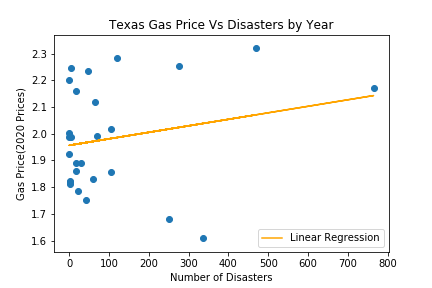 Texas Gas Price Vs Disasters by Year
Gas Price(2020 Prices)
2.3
2.2
2.1
2.0
1.9
1.8
1.7
1.6
Linear Regression
0 100 200 300 400 500 600 700 800
Number of Disasters